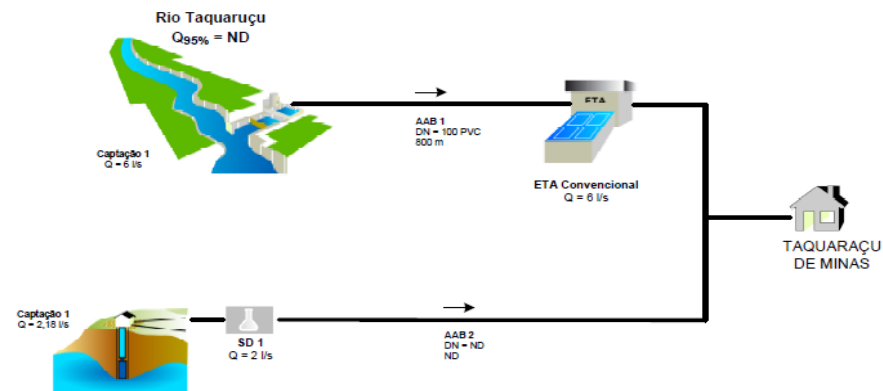 Rio Taquaruçu
Q95% = ND
Captação 1
Q = 6 l/s
AAB 1
DN = 100 PVC
800 m
ETA
ETA Convencional
Q = 6 l/s
TAQUARAÇU
DE MINAS
Captação 1
Q = 2,18 l/s
SD 1
Q = 2 l/s
AAB 2
DN = ND
ND